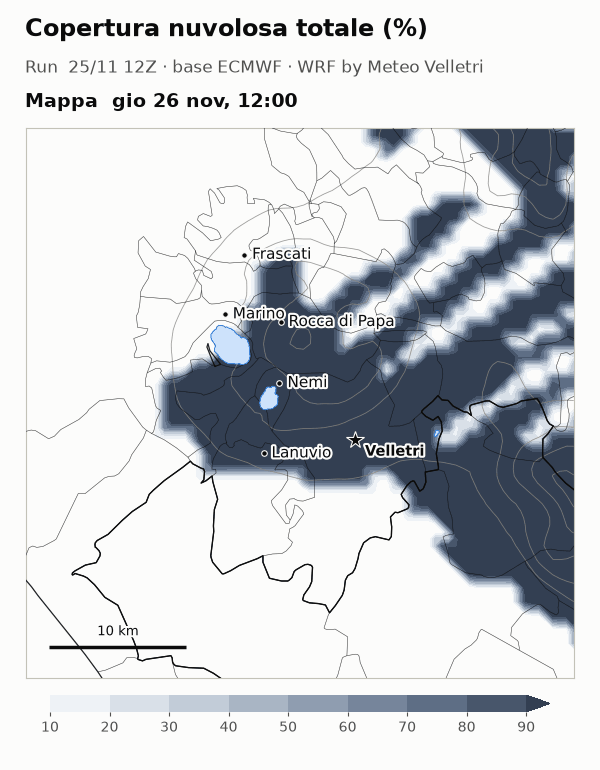 Copertura nuvolosa totale (%)
Run  25/11 12Z · base ECMWF · WRF by Meteo Velletri
Mappa  gio 26 nov, 12:00
Frascati
Marino
Rocca di Papa
Nemi
Velletri
Lanuvio
10 km
10 20 30 40 50 60 70 80 90